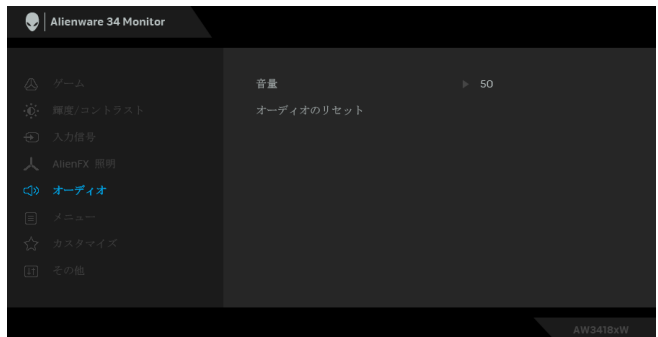 Alienware 34 Monitor
ゲーム
輝度/コントラスト
入力信号
AlienFX 照明
オーディオ
メニュー
カスタマイズ
その他
音量 50
オーディオのリセット
AW3418xW